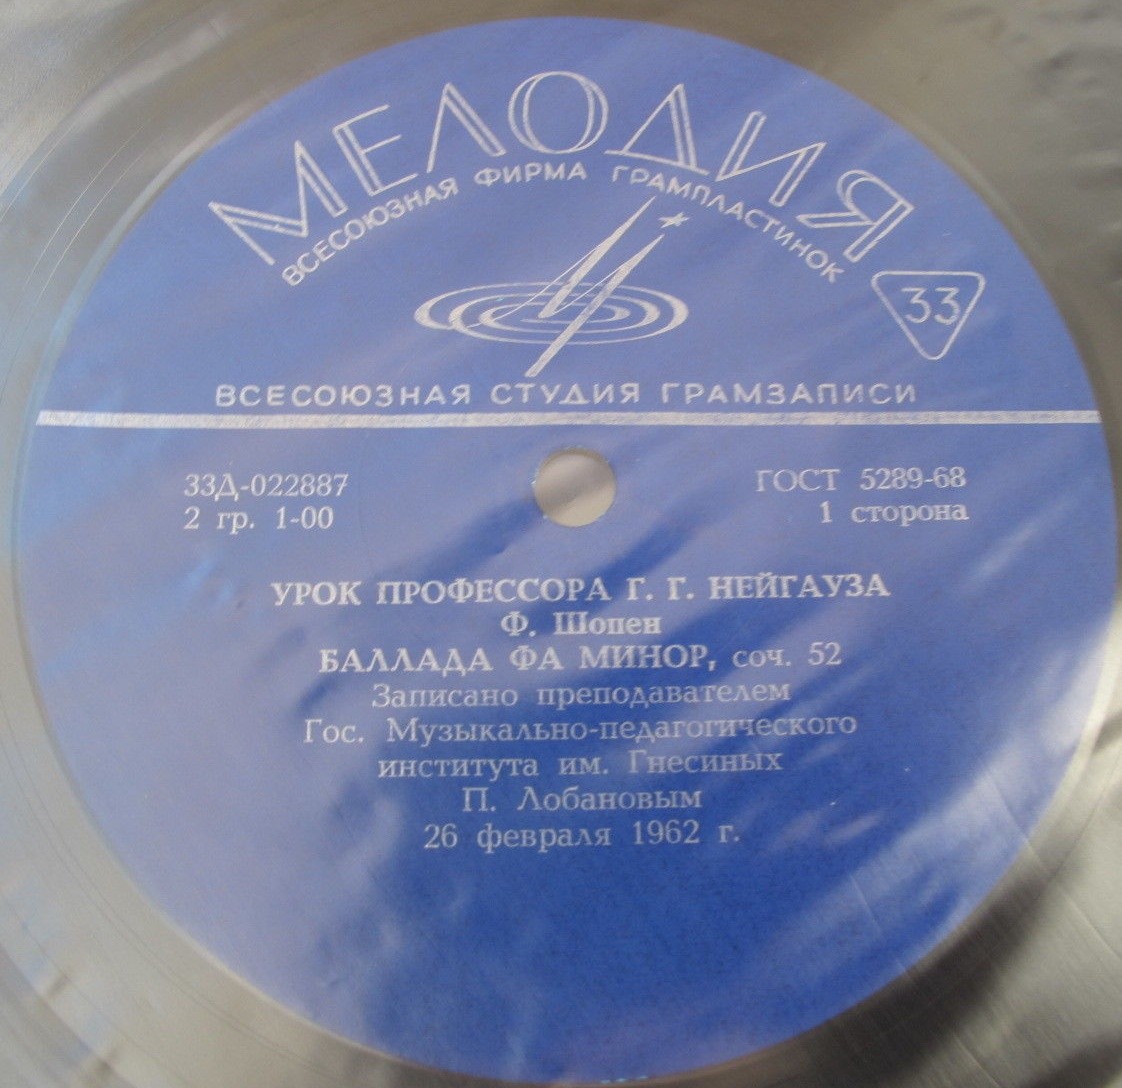 МЕЛОДИЯ
ВСЕСОЮЗНАЯ ФИРМА ГРАМПЛАСТИНОК
33
ВСЕСОЮЗНАЯ СТУДИЯ ГРАМЗАПИСИ
33Д-022887
ГОСТ 5289-68
2 гр. 1-00
1 сторона
УРОК ПРОФЕССОРА Г. Г. НЕЙГАУЗА
Ф. Шопен
БАЛЛАДА ФА МИНОР, соч. 52
Записано преподавателем
Гос. Музыкально-педагогического
института им. Гнесиных
П. Лобановым
26 февраля 1962 г.